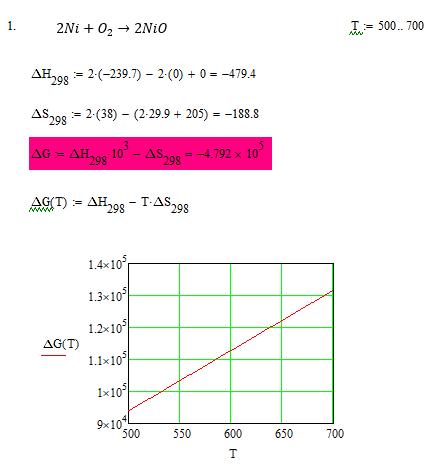 1. 2Ni + O₂ → 2NiO T := 500.. 700
ΔH₂₉₈ := 2·(−239.7) − 2·(0) + 0 = −479.4
ΔS₂₉₈ := 2·(38) − (2·29.9 + 205) = −188.8
ΔG := ΔH₂₉₈·10³ − ΔS₂₉₈ = −4.792 × 10⁵
ΔG(T) := ΔH₂₉₈ − T·ΔS₂₉₈
1.4×10⁵
1.3×10⁵
1.2×10⁵
ΔG(T)
1.1×10⁵
1×10⁵
9×10⁴
500 550 600 650 700
T